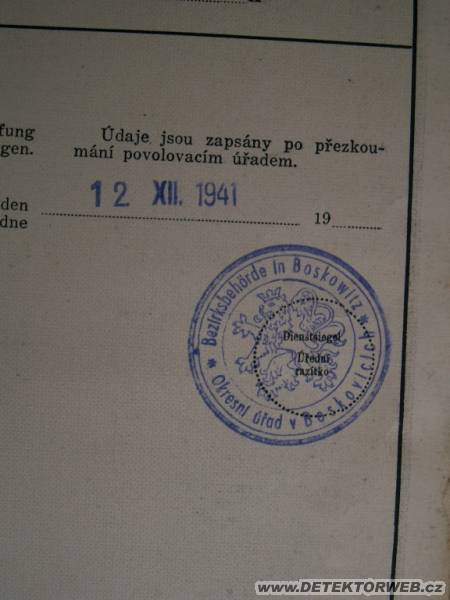 fung
gen.
Údaje jsou zapsány po přezkou-
mání povolovacím úřadem.
den
dne
12 XII. 1941
19
Bezirksbehörde in Boskowitz
Dienstsiegel
Úřední
razítko
Okresní úřad v Boskovicích
www.DETEKTORWEB.cz